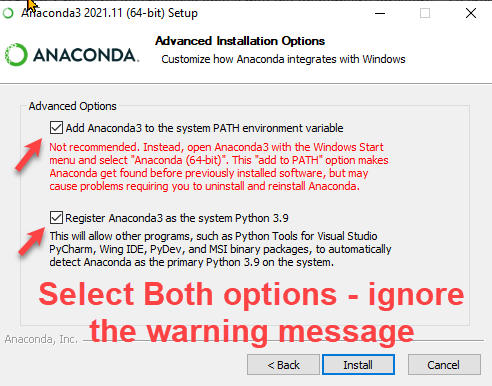 Anaconda3 2021.11 (64-bit) Setup
ANACONDA.
Advanced Installation Options
Customize how Anaconda integrates with Windows
Advanced Options
Add Anaconda3 to the system PATH environment variable
Not recommended. Instead, open Anaconda3 with the Windows Start
menu and select "Anaconda (64-bit)". This "add to PATH" option makes
Anaconda get found before previously installed software, but may
cause problems requiring you to uninstall and reinstall Anaconda.
Register Anaconda3 as the system Python 3.9
This will allow other programs, such as Python Tools for Visual Studio
PyCharm, Wing IDE, PyDev, and MSI binary packages, to automatically
detect Anaconda as the primary Python 3.9 on the system.
Select Both options - ignore
the warning message
Anaconda, Inc.
< Back
Install
Cancel